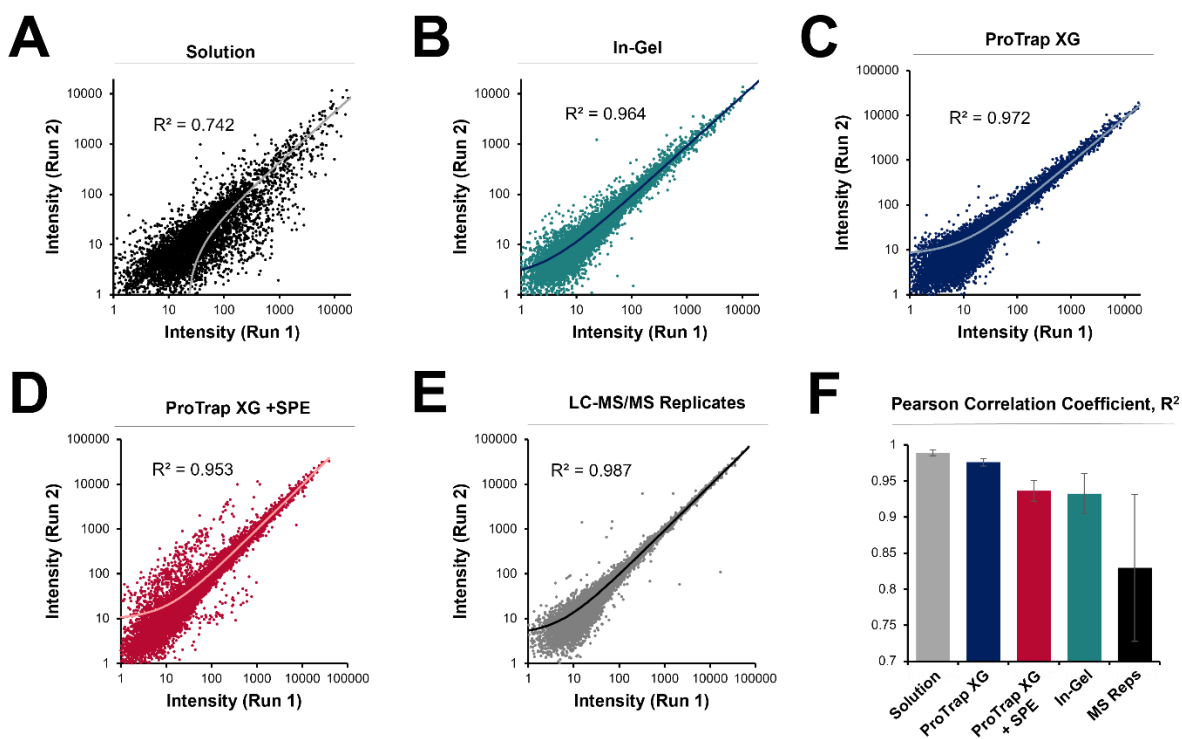 A
Solution
R² = 0.742
Intensity (Run 2)
10000
1000
100
10
1
1 10 100 1000 10000
Intensity (Run 1)
B
In-Gel
R² = 0.964
Intensity (Run 2)
10000
1000
100
10
1
1 10 100 1000 10000
Intensity (Run 1)
C
ProTrap XG
R² = 0.972
Intensity (Run 2)
100000
10000
1000
100
10
1
1 10 100 1000 10000
Intensity (Run 1)
D
ProTrap XG +SPE
R² = 0.953
Intensity (Run 2)
100000
10000
1000
100
10
1
1 10 100 1000 10000 100000
Intensity (Run 1)
E
LC-MS/MS Replicates
R² = 0.987
Intensity (Run 2)
100000
10000
1000
100
10
1
1 10 100 1000 10000 100000
Intensity (Run 1)
F
Pearson Correlation Coefficient, R²
1
0.95
0.9
0.85
0.8
0.75
0.7
Solution
ProTrap XG
ProTrap XG
+ SPE
In-Gel
MS Reps